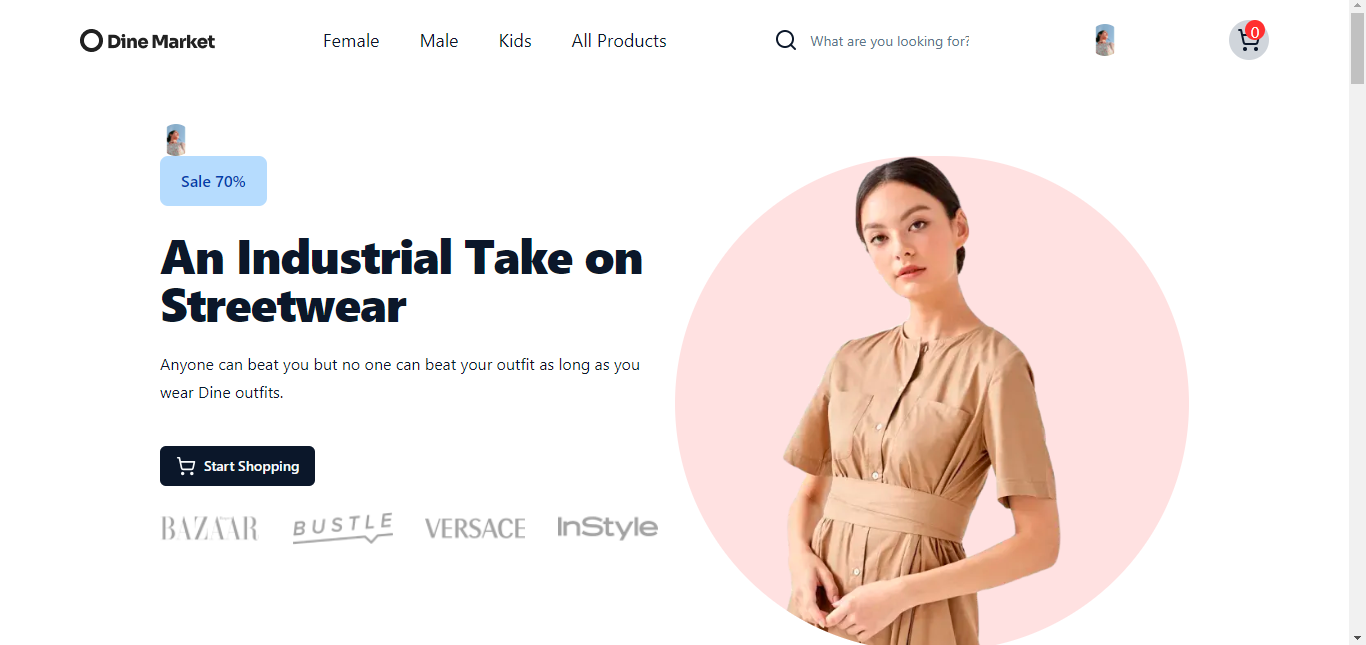 Dine Market
Female
Male
Kids
All Products
What are you looking for?
0
Sale 70%
An Industrial Take on
Streetwear
Anyone can beat you but no one can beat your outfit as long as you
wear Dine outfits.
Start Shopping
BAZAAR
BUSTLE
VERSACE
InStyle